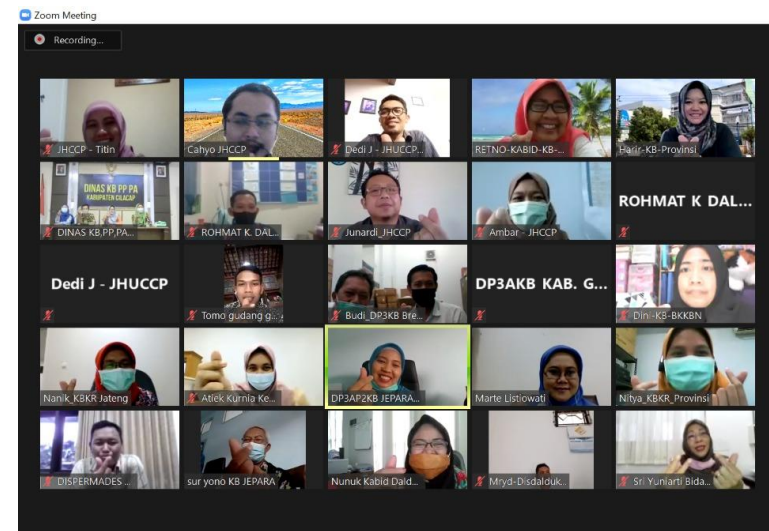 Zoom Meeting
Recording...
JHCCP - Titin
Cahyo JHCCP
Dedi J - JHUCCP...
RETNO-KABID-KB-...
Harir-KB-Provinsi
DINAS KB PP PA
KABUPATEN CILACAP
DINAS KB,PP,PA...
ROHMAT K. DAL...
Junardi_JHCCP
Ambar - JHCCP
ROHMAT K DAL...
Dedi J - JHUCCP
Tomo gudang g...
Budi_DP3KB Bre...
DP3AKB KAB. G...
Dini-KB-BKKBN
Nanik_KBKR Jateng
Atiek Kurnia Ke...
DP3AP2KB JEPARA...
Marte Listiowati
Nitya_KBKR_Provinsi
DISPERMADES ...
sur yono KB JEPARA
Nunuk Kabid Dald...
Mryd-Disdalduk...
Sri Yuniarti Bida...